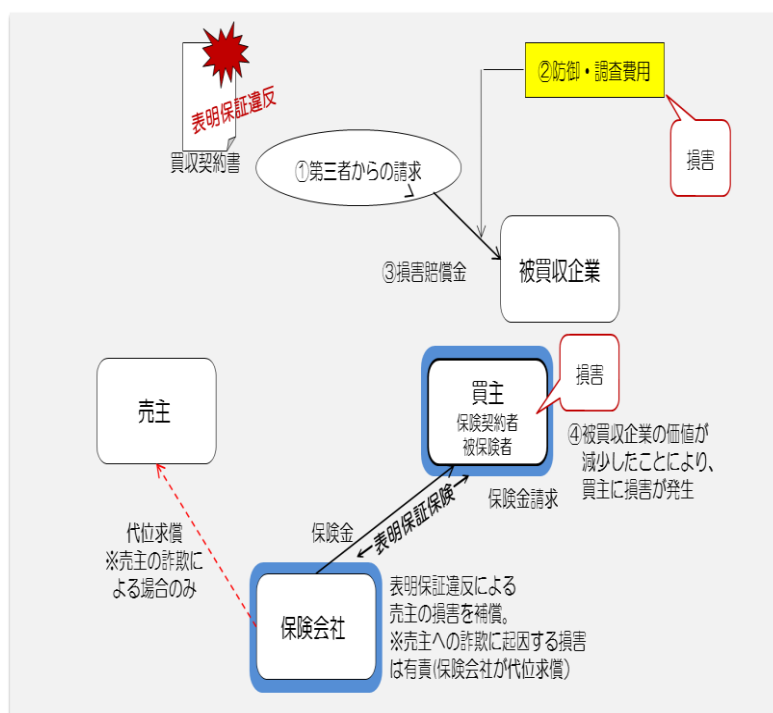 表明保証違反
買収契約書
②防御・調査費用
損害
①第三者からの請求
③損害賠償金
被買収企業
売主
買主
保険契約者
被保険者
損害
④被買収企業の価値が
減少したことにより、
買主に損害が発生
保険金請求
保険金
←表明保証保険→
代位求償
※売主の詐欺に
よる場合のみ
保険会社
表明保証違反による
売主の損害を補償。
※売主への詐欺に起因する損害
は有責(保険会社が代位求償)